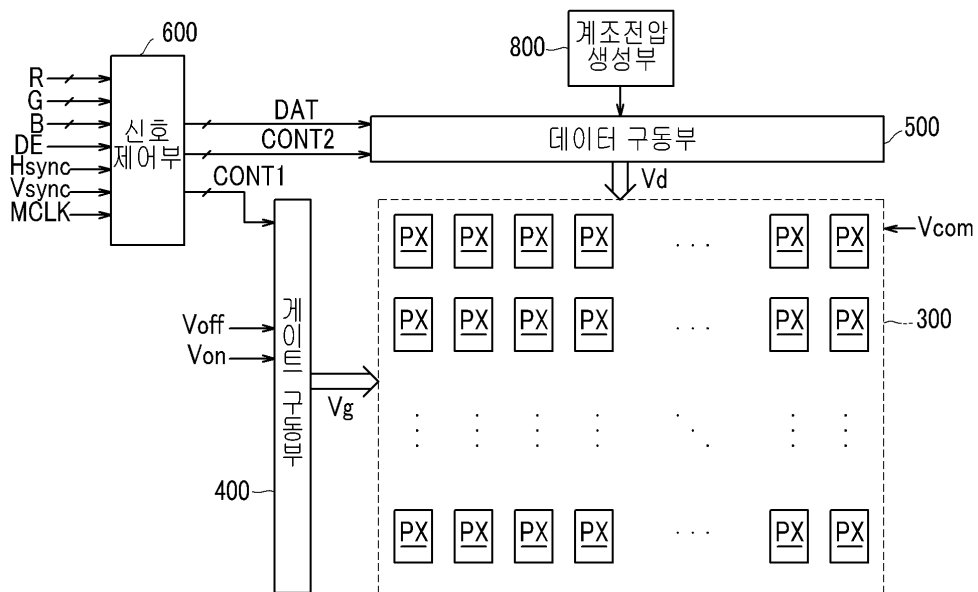 600
R
G
B
DE
Hsync
Vsync
MCLK
신호
제어부
DAT
CONT2
CONT1
800
계조전압
생성부
데이터 구동부
500
Vd
Vcom
Voff
Von
게이트 구동부
400
Vg
300
PX PX PX PX ... PX PX
PX PX PX PX ... PX PX
PX PX PX PX ... PX PX